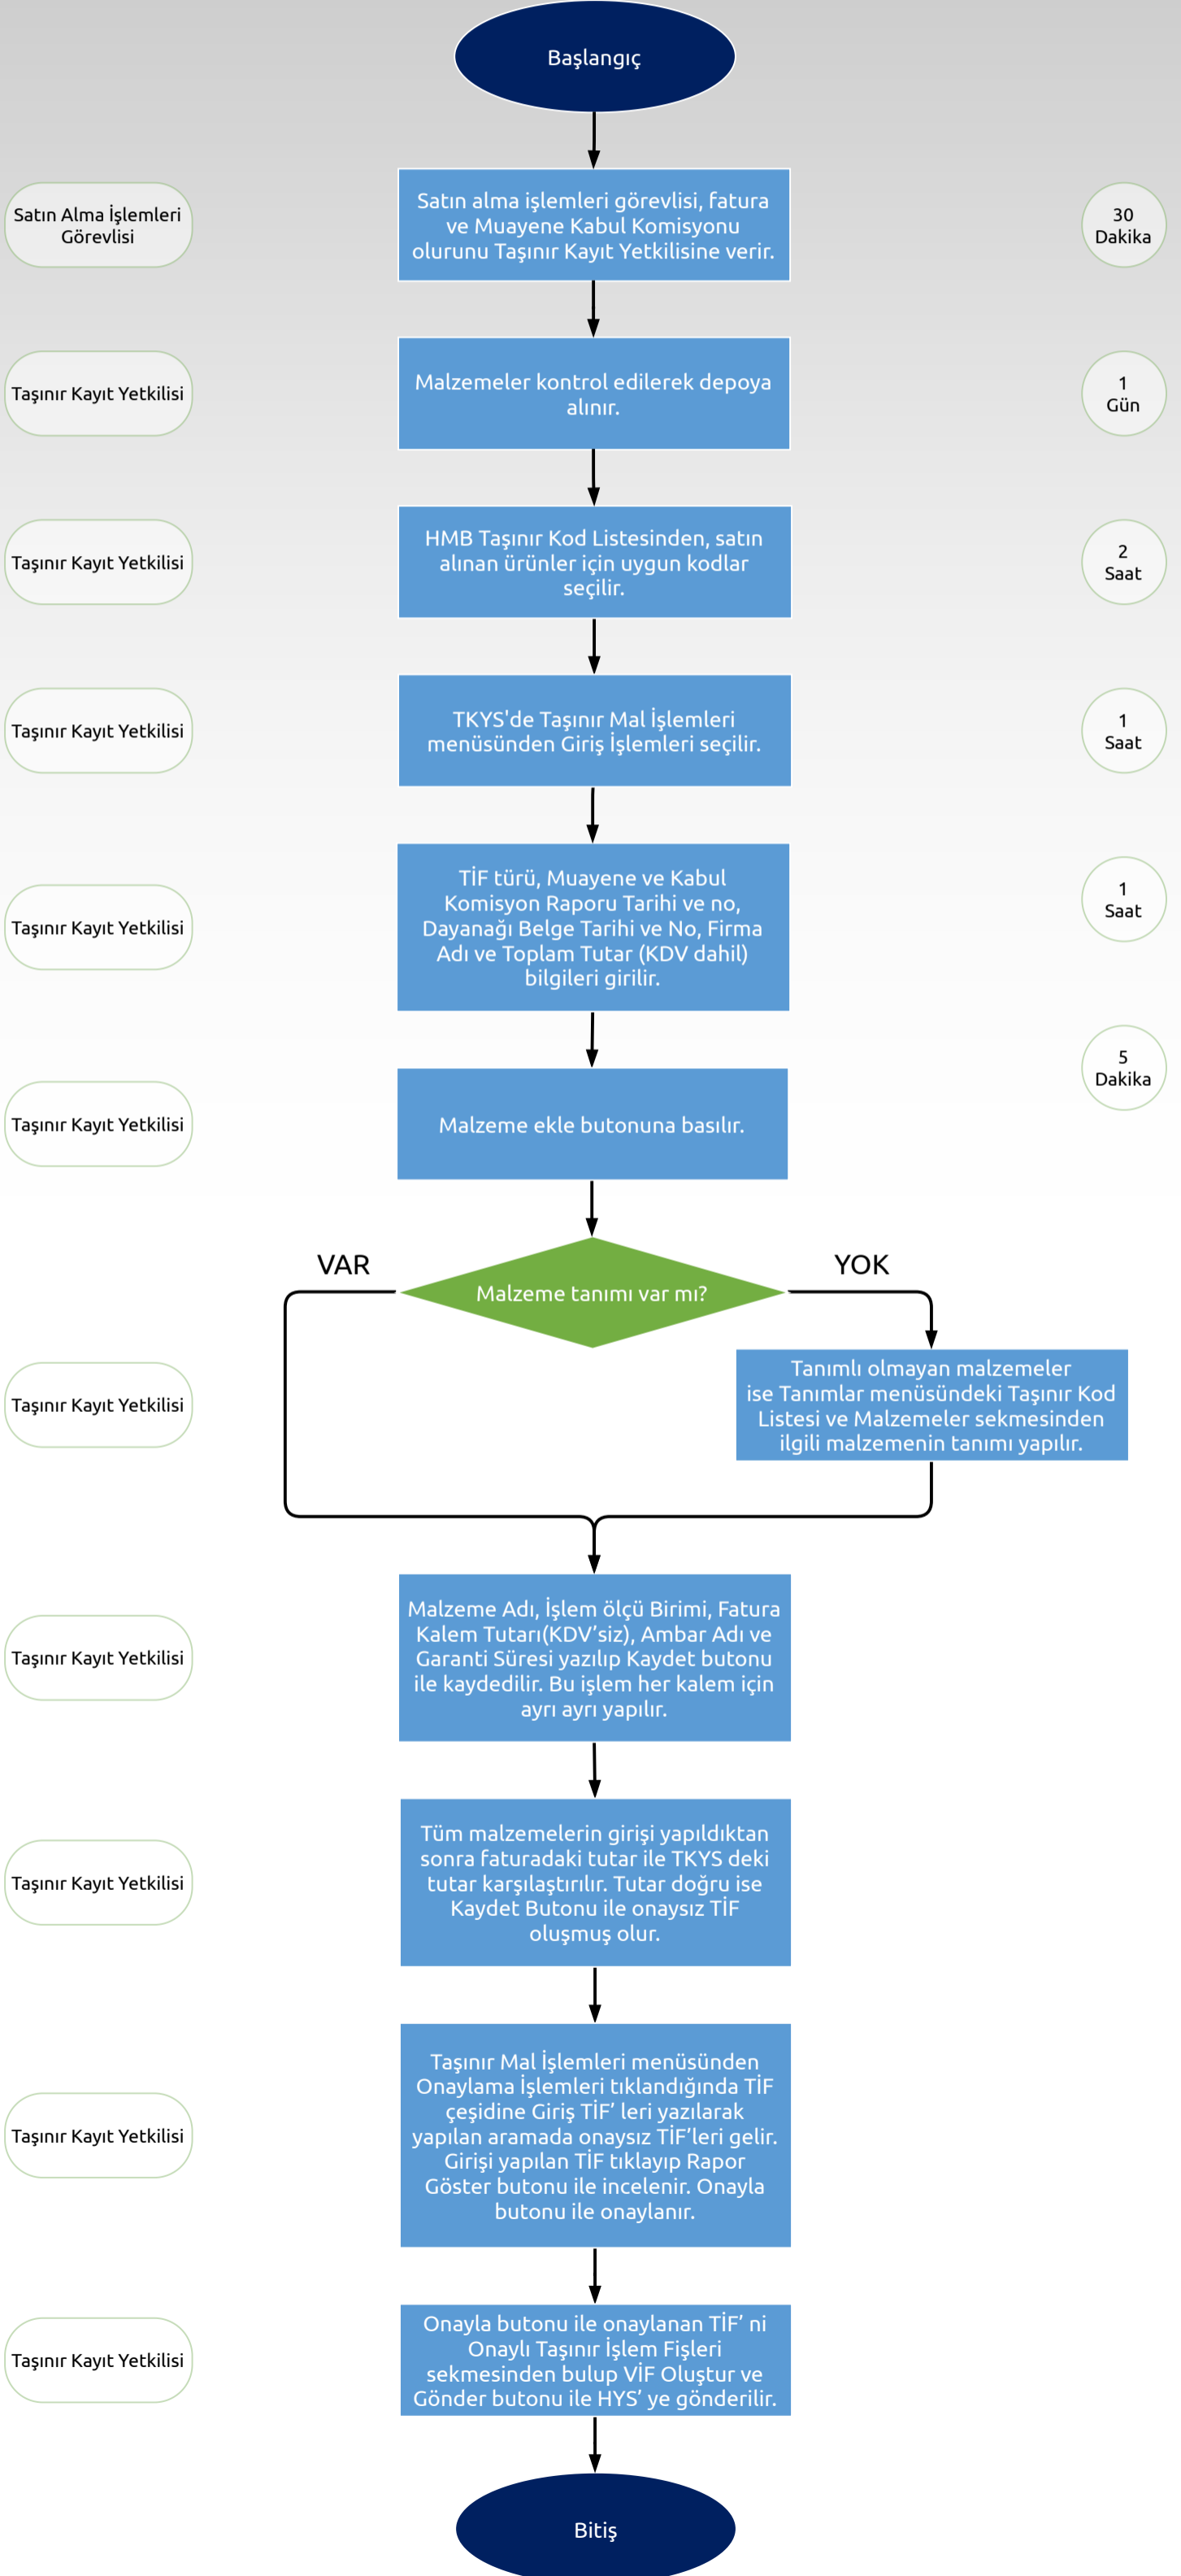 Başlangıç
Satın Alma İşlemleri
Görevlisi
Satın alma işlemleri görevlisi, fatura
ve Muayene Kabul Komisyonu
olurunu Taşınır Kayıt Yetkilisine verir.
30
Dakika
Taşınır Kayıt Yetkilisi
Malzemeler kontrol edilerek depoya
alınır.
1
Gün
Taşınır Kayıt Yetkilisi
HMB Taşınır Kod Listesinden, satın
alınan ürünler için uygun kodlar
seçilir.
2
Saat
Taşınır Kayıt Yetkilisi
TKYS'de Taşınır Mal İşlemleri
menüsünden Giriş İşlemleri seçilir.
1
Saat
Taşınır Kayıt Yetkilisi
TİF türü, Muayene ve Kabul
Komisyon Raporu Tarihi ve no,
Dayanağı Belge Tarihi ve No, Firma
Adı ve Toplam Tutar (KDV dahil)
bilgileri girilir.
1
Saat
Taşınır Kayıt Yetkilisi
Malzeme ekle butonuna basılır.
5
Dakika
VAR
Malzeme tanımı var mı?
YOK
Taşınır Kayıt Yetkilisi
Tanımlı olmayan malzemeler
ise Tanımlar menüsündeki Taşınır Kod
Listesi ve Malzemeler sekmesinden
ilgili malzemenin tanımı yapılır.
Taşınır Kayıt Yetkilisi
Malzeme Adı, İşlem ölçü Birimi, Fatura
Kalem Tutarı(KDV’siz), Ambar Adı ve
Garanti Süresi yazılıp Kaydet butonu
ile kaydedilir. Bu işlem her kalem için
ayrı ayrı yapılır.
Taşınır Kayıt Yetkilisi
Tüm malzemelerin girişi yapıldıktan
sonra faturadaki tutar ile TKYS deki
tutar karşılaştırılır. Tutar doğru ise
Kaydet Butonu ile onaysız TİF
oluşmuş olur.
Taşınır Kayıt Yetkilisi
Taşınır Mal İşlemleri menüsünden
Onaylama İşlemleri tıklandığında TİF
çeşidine Giriş TİF’ leri yazılarak
yapılan aramada onaysız TİF’leri gelir.
Girişi yapılan TİF tıklayıp Rapor
Göster butonu ile incelenir. Onayla
butonu ile onaylanır.
Taşınır Kayıt Yetkilisi
Onayla butonu ile onaylanan TİF’ ni
Onaylı Taşınır İşlem Fişleri
sekmesinden bulup VİF Oluştur ve
Gönder butonu ile HYS’ ye gönderilir.
Bitiş